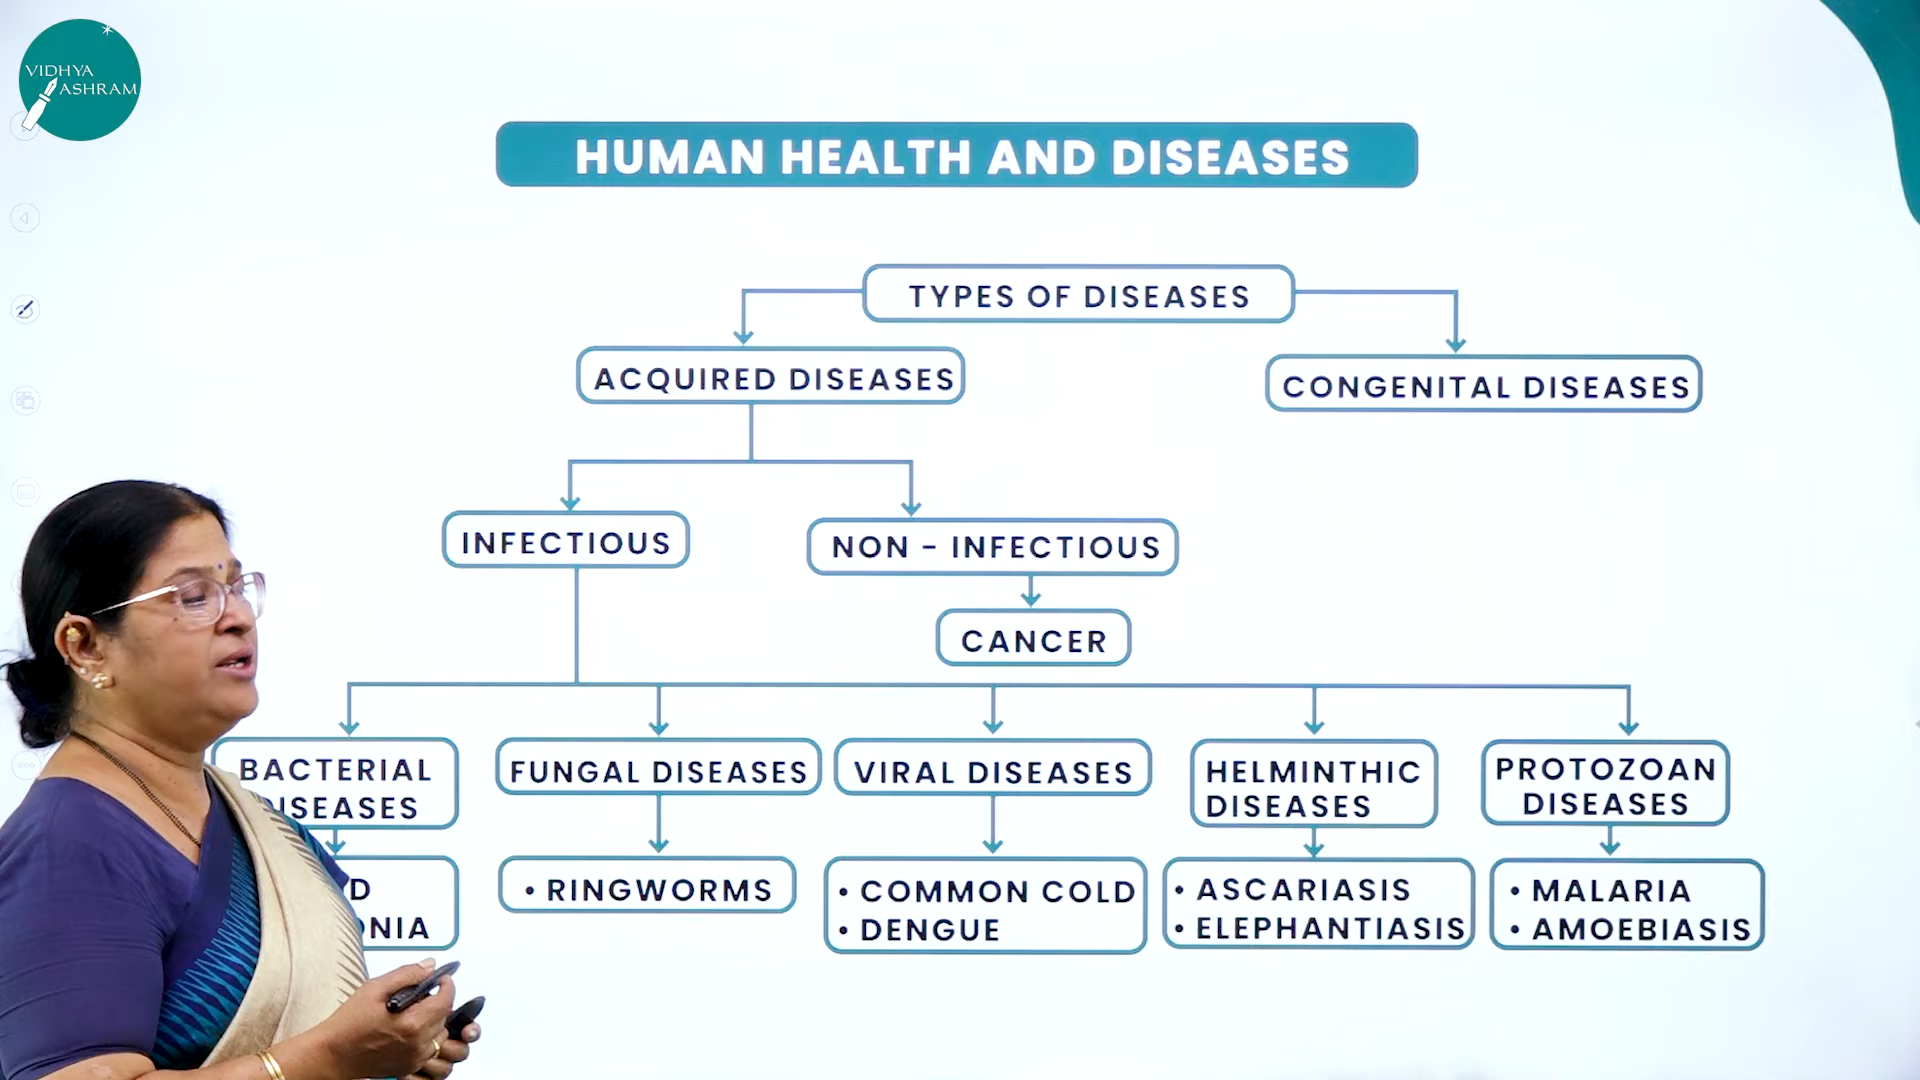 VIDHYA
ASHRAM
HUMAN HEALTH AND DISEASES
TYPES OF DISEASES
ACQUIRED DISEASES
CONGENITAL DISEASES
INFECTIOUS
NON - INFECTIOUS
CANCER
BACTERIAL
DISEASES
FUNGAL DISEASES
VIRAL DISEASES
HELMINTHIC
DISEASES
PROTOZOAN
DISEASES
• RINGWORMS
• COMMON COLD
• DENGUE
• ASCARIASIS
• ELEPHANTIASIS
• MALARIA
• AMOEBIASIS